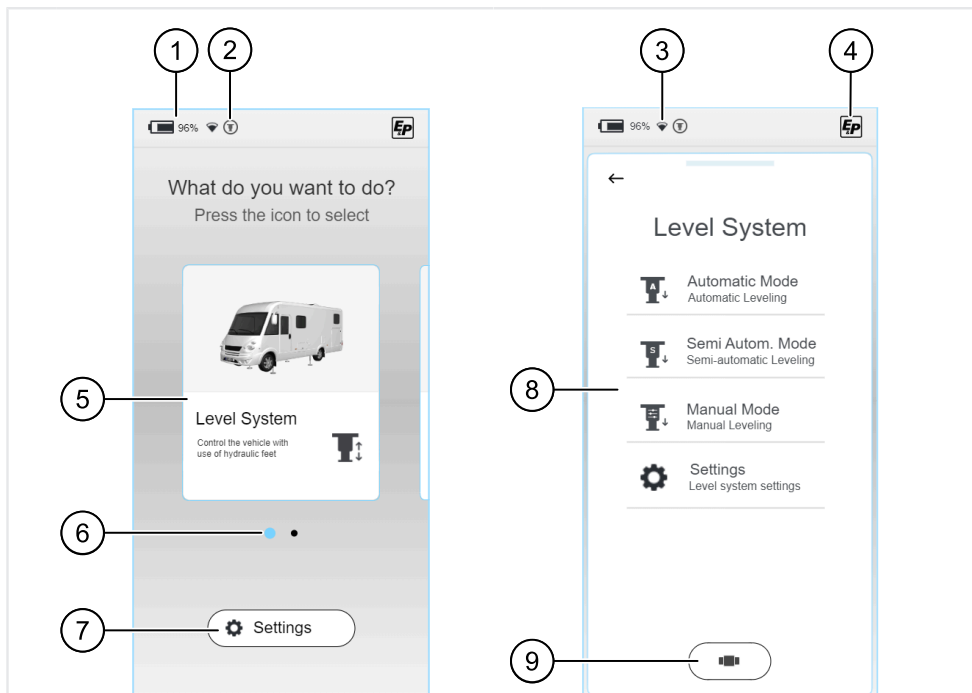 1
2
3
4
96%
EP
What do you want to do?
Press the icon to select
Level System
Control the vehicle with
use of hydraulic feet
5
6
7
Settings
96%
EP
Level System
A
Automatic Mode
Automatic Leveling
S
Semi Autom. Mode
Semi-automatic Leveling
8
Manual Mode
Manual Leveling
Settings
Level system settings
9